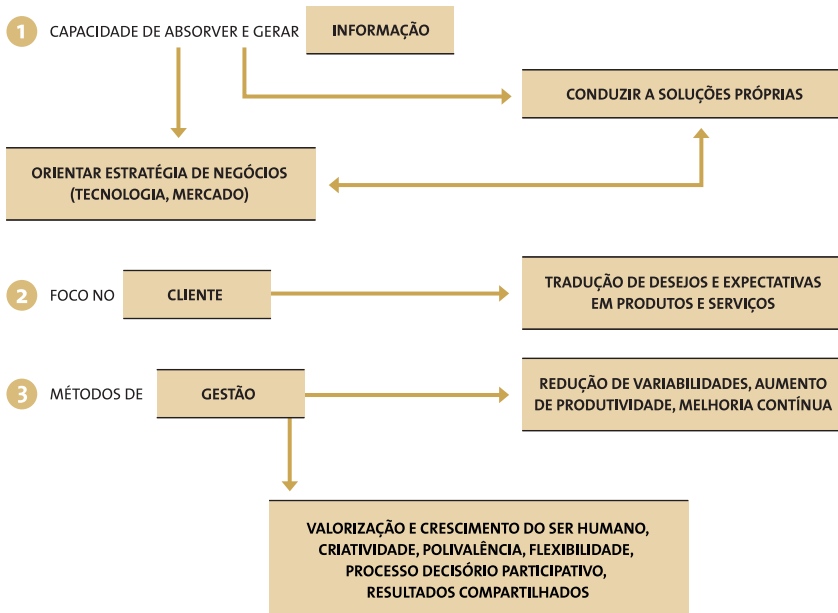 1 CAPACIDADE DE ABSORVER E GERAR INFORMAÇÃO
CONDUZIR A SOLUÇÕES PRÓPRIAS
ORIENTAR ESTRATÉGIA DE NEGÓCIOS
(TECNOLOGIA, MERCADO)
2 FOCO NO CLIENTE
TRADUÇÃO DE DESEJOS E EXPECTATIVAS
EM PRODUTOS E SERVIÇOS
3 MÉTODOS DE GESTÃO
REDUÇÃO DE VARIABILIDADES, AUMENTO
DE PRODUTIVIDADE, MELHORIA CONTÍNUA
VALORIZAÇÃO E CRESCIMENTO DO SER HUMANO,
CRIATIVIDADE, POLIVALÊNCIA, FLEXIBILIDADE,
PROCESSO DECISÓRIO PARTICIPATIVO,
RESULTADOS COMPARTILHADOS